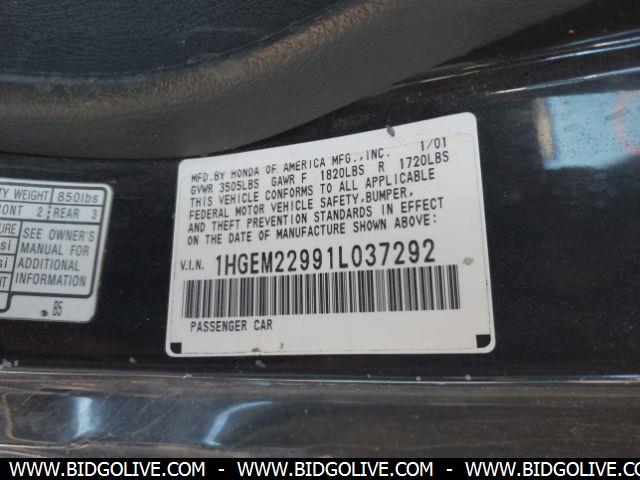 MFD.BY HONDA OF AMERICA MFG.,INC. 1/01
GVWR 3505LBS GAWR F 1820LBS R 1720LBS
THIS VEHICLE CONFORMS TO ALL APPLICABLE
FEDERAL MOTOR VEHICLE SAFETY,BUMPER,
AND THEFT PREVENTION STANDARDS IN EFFECT
ON THE DATE OF MANUFACTURE SHOWN ABOVE:
V.I.N. 1HGEM22991L037292
PASSENGER CAR
WEIGHT 850lbs
2 REAR 3
SEE OWNER'S
MANUAL FOR
ADDITIONAL
INFORMATION
B5
WWW.BIDGOLIVE.COM - WWW.BIDGOLIVE.COM - WWW.BIDGOLIVE.COM